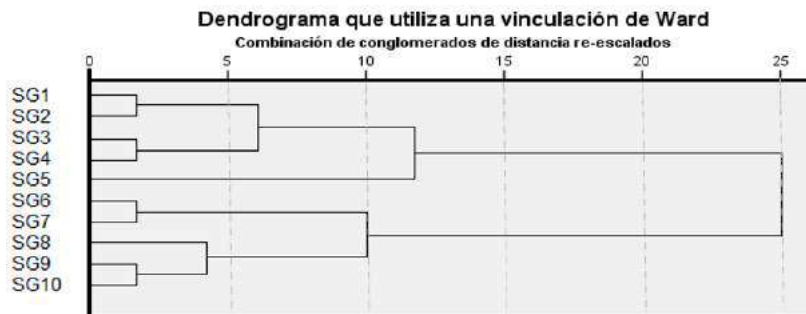 Dendrograma que utiliza una vinculación de Ward
Combinación de conglomerados de distancia re-escalados
0 5 10 15 20 25
SG1
SG2
SG3
SG4
SG5
SG6
SG7
SG8
SG9
SG10